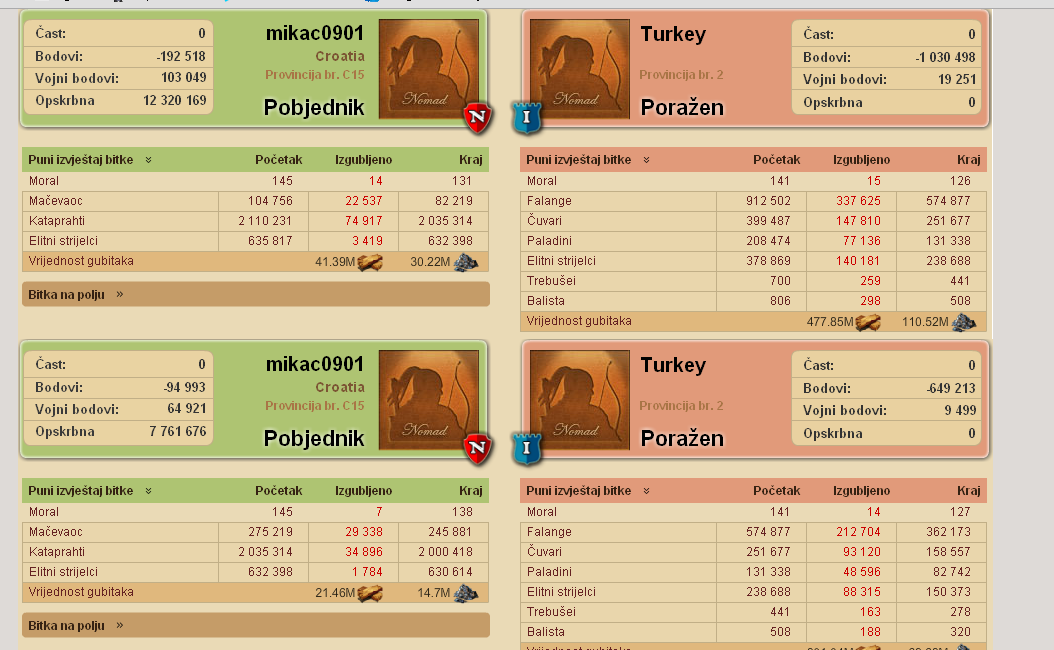 Čast: 0
Bodovi: -192 518
Vojni bodovi: 103 049
Opskrbna 12 320 169
mikac0901
Croatia
Provincija br. C15
Pobjednik
Nomad
N
Turkey
Provincija br. 2
Poražen
Nomad
I
Čast: 0
Bodovi: -1 030 498
Vojni bodovi: 19 251
Opskrbna 0
Puni izvještaj bitke Početak Izgubljeno Kraj
Moral 145 14 131
Mačevaoc 104 756 22 537 82 219
Kataprahti 2 110 231 74 917 2 035 314
Elitni strijelci 635 817 3 419 632 398
Vrijednost gubitaka 41.39M 30.22M
Bitka na polju »
Puni izvještaj bitke Početak Izgubljeno Kraj
Moral 141 15 126
Falange 912 502 337 625 574 877
Čuvari 399 487 147 810 251 677
Paladini 208 474 77 136 131 338
Elitni strijelci 378 869 140 181 238 688
Trebušei 700 259 441
Balista 806 298 508
Vrijednost gubitaka 477.85M 110.52M
Čast: 0
Bodovi: -94 993
Vojni bodovi: 64 921
Opskrbna 7 761 676
mikac0901
Croatia
Provincija br. C15
Pobjednik
Nomad
N
Turkey
Provincija br. 2
Poražen
Nomad
I
Čast: 0
Bodovi: -649 213
Vojni bodovi: 9 499
Opskrbna 0
Puni izvještaj bitke Početak Izgubljeno Kraj
Moral 145 7 138
Mačevaoc 275 219 29 338 245 881
Kataprahti 2 035 314 34 896 2 000 418
Elitni strijelci 632 398 1 784 630 614
Vrijednost gubitaka 21.46M 14.7M
Bitka na polju »
Puni izvještaj bitke Početak Izgubljeno Kraj
Moral 141 14 127
Falange 574 877 212 704 362 173
Čuvari 251 677 93 120 158 557
Paladini 131 338 48 596 82 742
Elitni strijelci 238 688 88 315 150 373
Trebušei 441 163 278
Balista 508 188 320